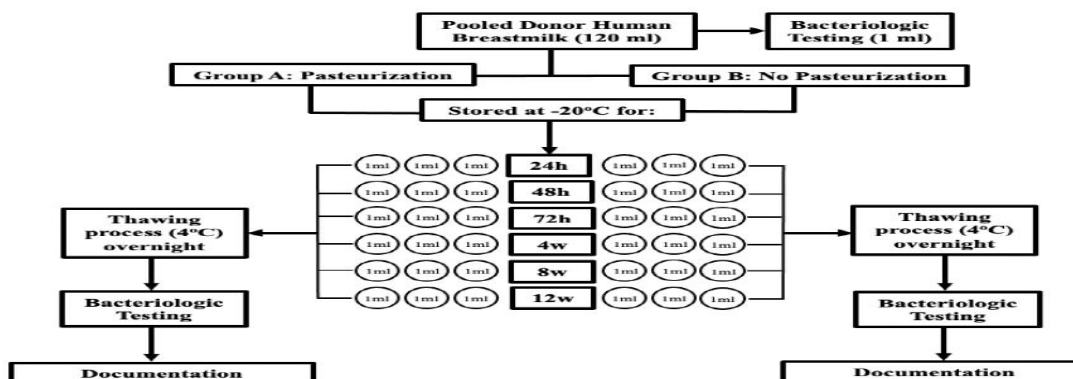 Pooled Donor Human
Breastmilk (120 ml)
Bacteriologic
Testing (1 ml)
Group A: Pasteurization
Group B: No Pasteurization
Stored at -20°C for:
1ml 1ml 1ml 24h 1ml 1ml 1ml
1ml 1ml 1ml 48h 1ml 1ml 1ml
1ml 1ml 1ml 72h 1ml 1ml 1ml
1ml 1ml 1ml 4w 1ml 1ml 1ml
1ml 1ml 1ml 8w 1ml 1ml 1ml
1ml 1ml 1ml 12w 1ml 1ml 1ml
Thawing
process (4°C)
overnight
Bacteriologic
Testing
Documentation
Thawing
process (4°C)
overnight
Bacteriologic
Testing
Documentation